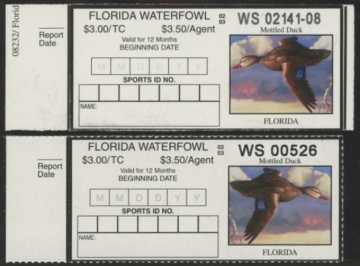 08232/ Florid
Report
Date
FLORIDA WATERFOWL 02 03
$3.00/TC $3.50/Agent
Valid for 12 Months
BEGINNING DATE
M M D D Y Y
SPORTS ID NO.
NAME:
WS 02141-08
Mottled Duck
FLORIDA
Report
Date
FLORIDA WATERFOWL 02 03
$3.00/TC $3.50/Agent
Valid for 12 Months
BEGINNING DATE
M M D D Y Y
SPORTS ID NO.
NAME:
WS 00526
Mottled Duck
FLORIDA